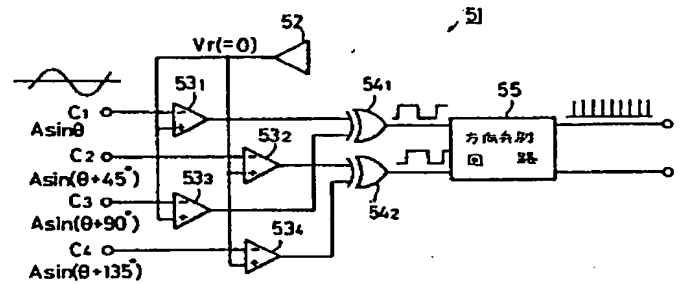 51
52
Vr(=0)
53₁
54₁
55
C₁
Asinθ
53₂
方向弁別
回 路
C₂
Asin(θ+45°)
53₃
54₂
C₃
Asin(θ+90°)
53₄
C₄
Asin(θ+135°)